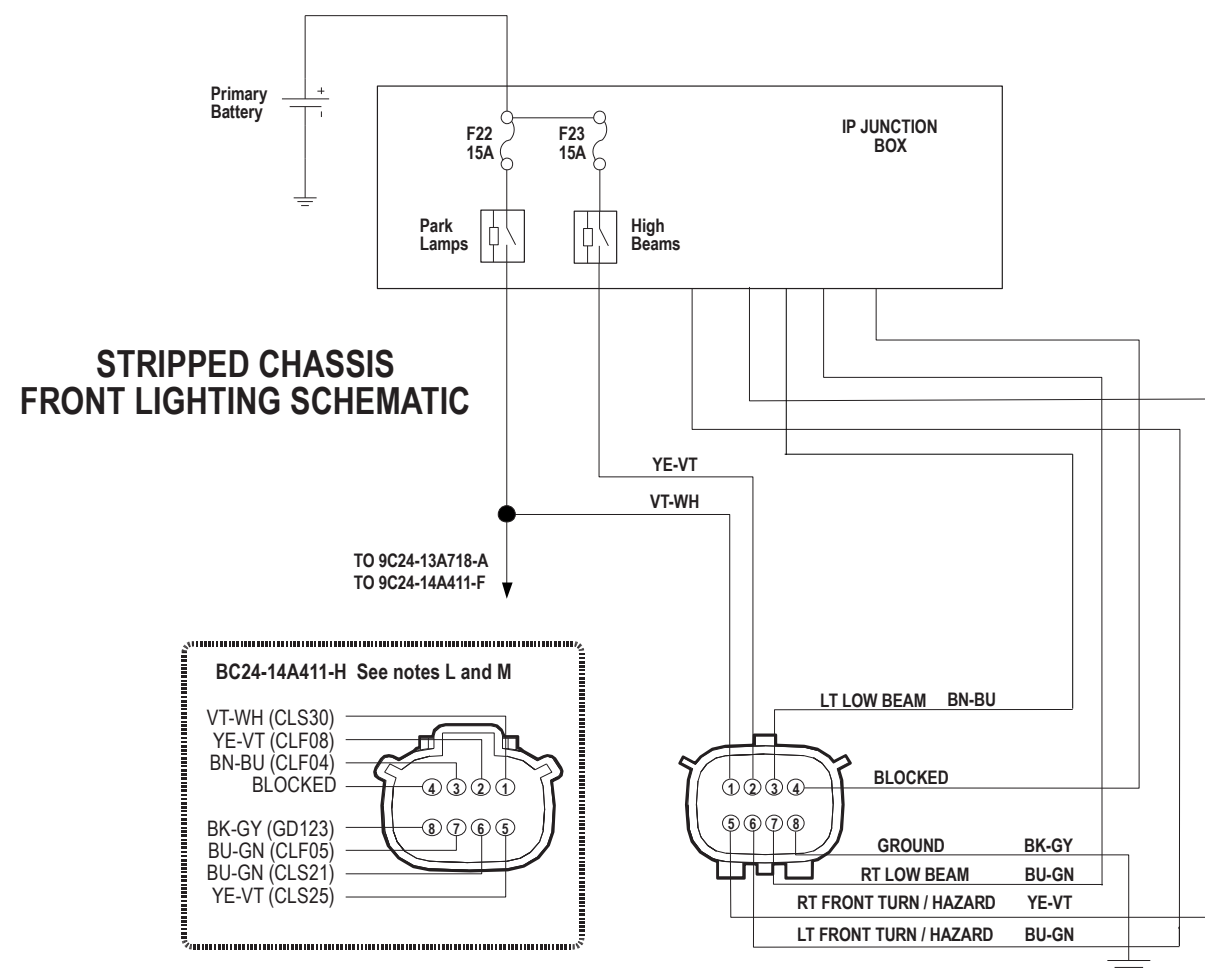 Primary
Battery
+
-
F22
15A
F23
15A
IP JUNCTION
BOX
Park
Lamps
High
Beams
STRIPPED CHASSIS
FRONT LIGHTING SCHEMATIC
YE-VT
VT-WH
TO 9C24-13A718-A
TO 9C24-14A411-F
BC24-14A411-H See notes L and M
VT-WH (CLS30)
YE-VT (CLF08)
BN-BU (CLF04)
BLOCKED
BK-GY (GD123)
BU-GN (CLF05)
BU-GN (CLS21)
YE-VT (CLS25)
4 3 2 1
8 7 6 5
LT LOW BEAM BN-BU
1 2 3 4
BLOCKED
5 6 7 8
GROUND BK-GY
RT LOW BEAM BU-GN
RT FRONT TURN / HAZARD YE-VT
LT FRONT TURN / HAZARD BU-GN